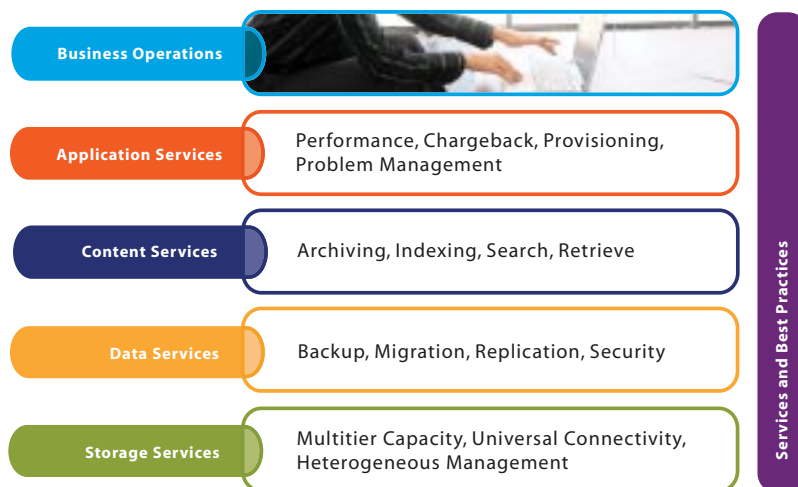 Business Operations
Application Services
Performance, Chargeback, Provisioning,
Problem Management
Content Services
Archiving, Indexing, Search, Retrieve
Data Services
Backup, Migration, Replication, Security
Storage Services
Multitier Capacity, Universal Connectivity,
Heterogeneous Management
Services and Best Practices